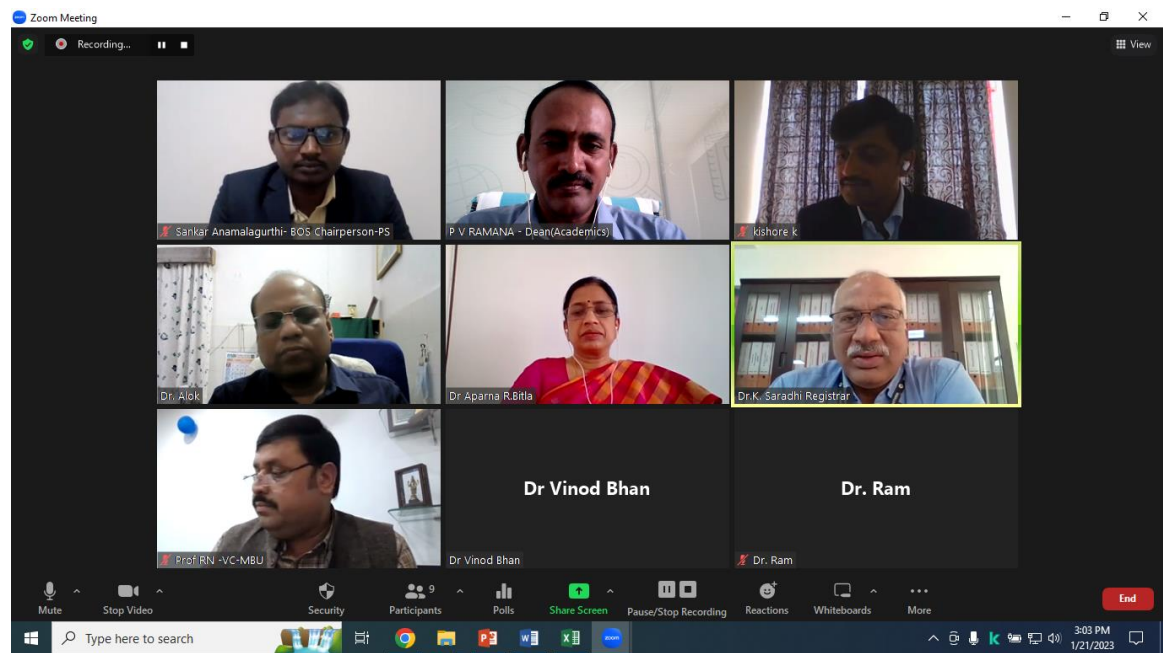 Zoom Meeting
Recording...
View
Sankar Anamalagurthi- BOS Chairperson-PS
P V RAMANA - Dean(Academics)
kishore k
Dr. Alok
Dr Aparna R.Bitla
Dr.K. Saradhi Registrar
Prof RN -VC-MBU
Dr Vinod Bhan
Dr Vinod Bhan
Dr. Ram
Dr. Ram
Mute
Stop Video
Security
Participants
9
Polls
Share Screen
Pause/Stop Recording
Reactions
Whiteboards
More
End
Type here to search
zoom
3:03 PM
1/21/2023